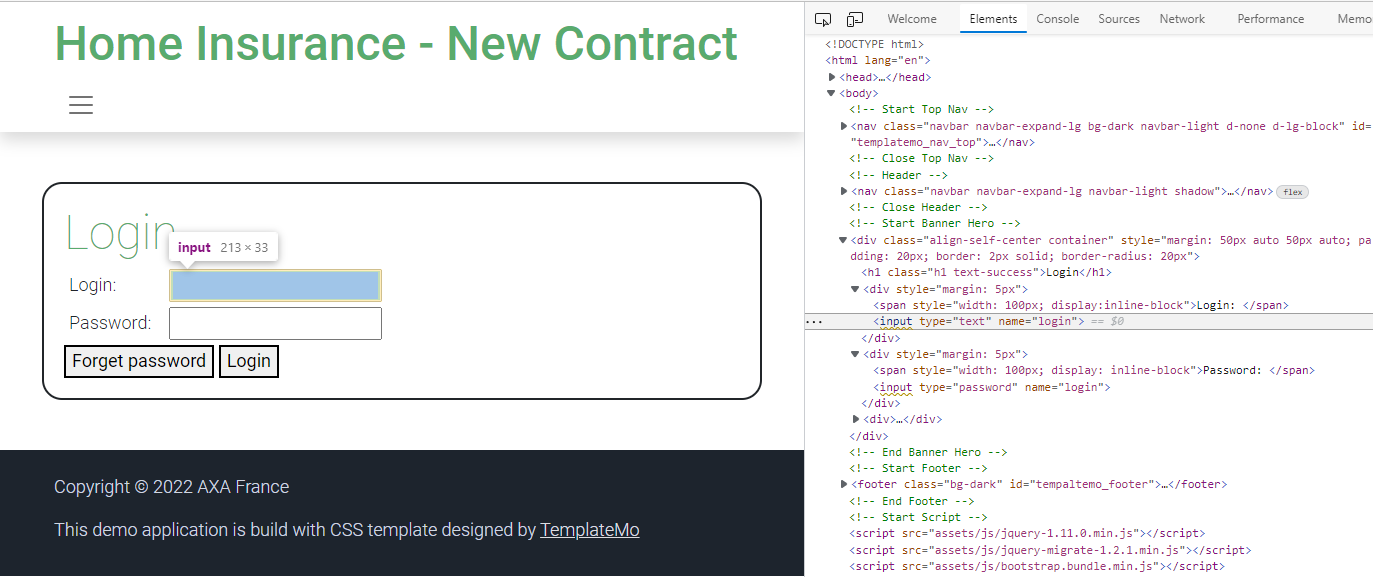 Home Insurance - New Contract
Login
input 213 × 33
Login:
Password:
Forget password Login
Copyright © 2022 AXA France
This demo application is build with CSS template designed by TemplateMo
Welcome Elements Console Sources Network Performance Memo
<!DOCTYPE html>
<html lang="en">
<head>…</head>
<body>
<!-- Start Top Nav -->
<nav class="navbar navbar-expand-lg bg-dark navbar-light d-none d-lg-block" id=
"templatemo_nav_top">…</nav>
<!-- Close Top Nav -->
<!-- Header -->
<nav class="navbar navbar-expand-lg navbar-light shadow">…</nav> flex
<!-- Close Header -->
<!-- Start Banner Hero -->
<div class="align-self-center container" style="margin: 50px auto 50px auto; pa
dding: 20px; border: 2px solid; border-radius: 20px">
<h1 class="h1 text-success">Login</h1>
<div style="margin: 5px">
<span style="width: 100px; display:inline-block">Login: </span>
<input type="text" name="login"> == $0
</div>
<div style="margin: 5px">
<span style="width: 100px; display: inline-block">Password: </span>
<input type="password" name="login">
</div>
<div>…</div>
</div>
<!-- End Banner Hero -->
<!-- Start Footer -->
<footer class="bg-dark" id="tempaltemo_footer">…</footer>
<!-- End Footer -->
<!-- Start Script -->
<script src="assets/js/jquery-1.11.0.min.js"></script>
<script src="assets/js/jquery-migrate-1.2.1.min.js"></script>
<script src="assets/js/bootstrap.bundle.min.js"></script>